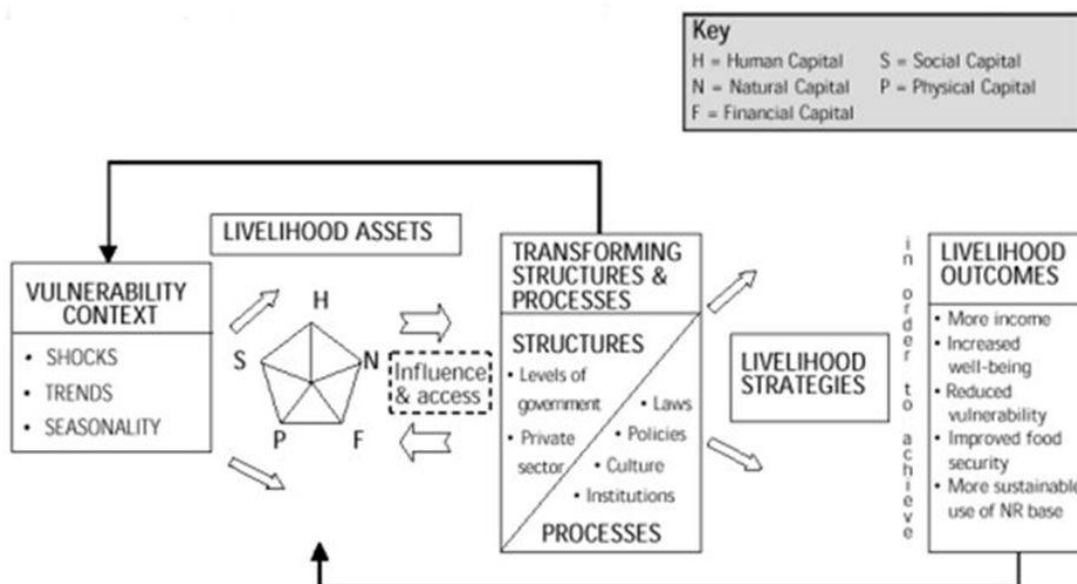 Key
H = Human Capital S = Social Capital
N = Natural Capital P = Physical Capital
F = Financial Capital
LIVELIHOOD ASSETS
VULNERABILITY
CONTEXT
• SHOCKS
• TRENDS
• SEASONALITY
H
S
N
P
F
Influence
& access
TRANSFORMING
STRUCTURES &
PROCESSES
STRUCTURES
• Levels of
government
• Private
sector
• Laws
• Policies
• Culture
• Institutions
PROCESSES
LIVELIHOOD
STRATEGIES
in order to achieve
LIVELIHOOD
OUTCOMES
• More income
• Increased
well-being
• Reduced
vulnerability
• Improved food
security
• More sustainable
use of NR base